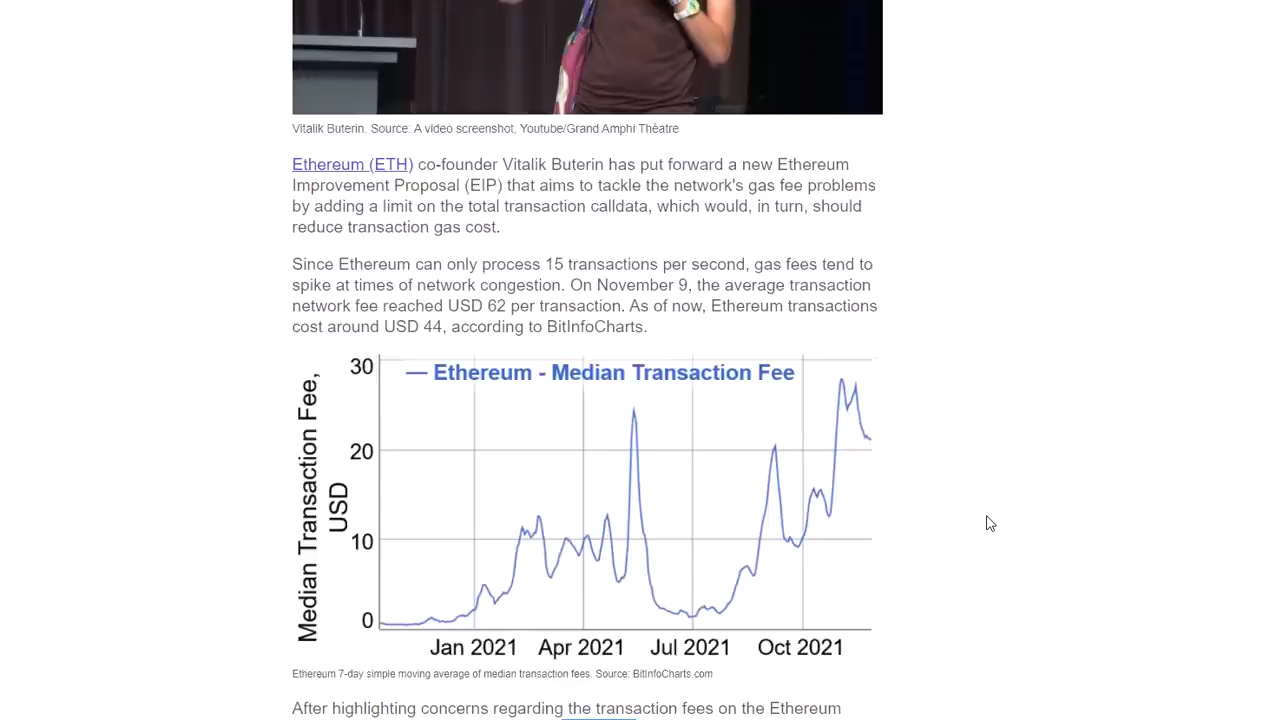 Vitalik Buterin. Source: A video screenshot, Youtube/Grand Amphi Théatre
Ethereum (ETH) co-founder Vitalik Buterin has put forward a new Ethereum
Improvement Proposal (EIP) that aims to tackle the network's gas fee problems
by adding a limit on the total transaction calldata, which would, in turn, should
reduce transaction gas cost.
Since Ethereum can only process 15 transactions per second, gas fees tend to
spike at times of network congestion. On November 9, the average transaction
network fee reached USD 62 per transaction. As of now, Ethereum transactions
cost around USD 44, according to BitInfoCharts.
Ethereum - Median Transaction Fee
Median Transaction Fee,
USD
30
20
10
0
Jan 2021 Apr 2021 Jul 2021 Oct 2021
Ethereum 7-day simple moving average of median transaction fees. Source: BitInfoCharts.com
After highlighting concerns regarding the transaction fees on the Ethereum